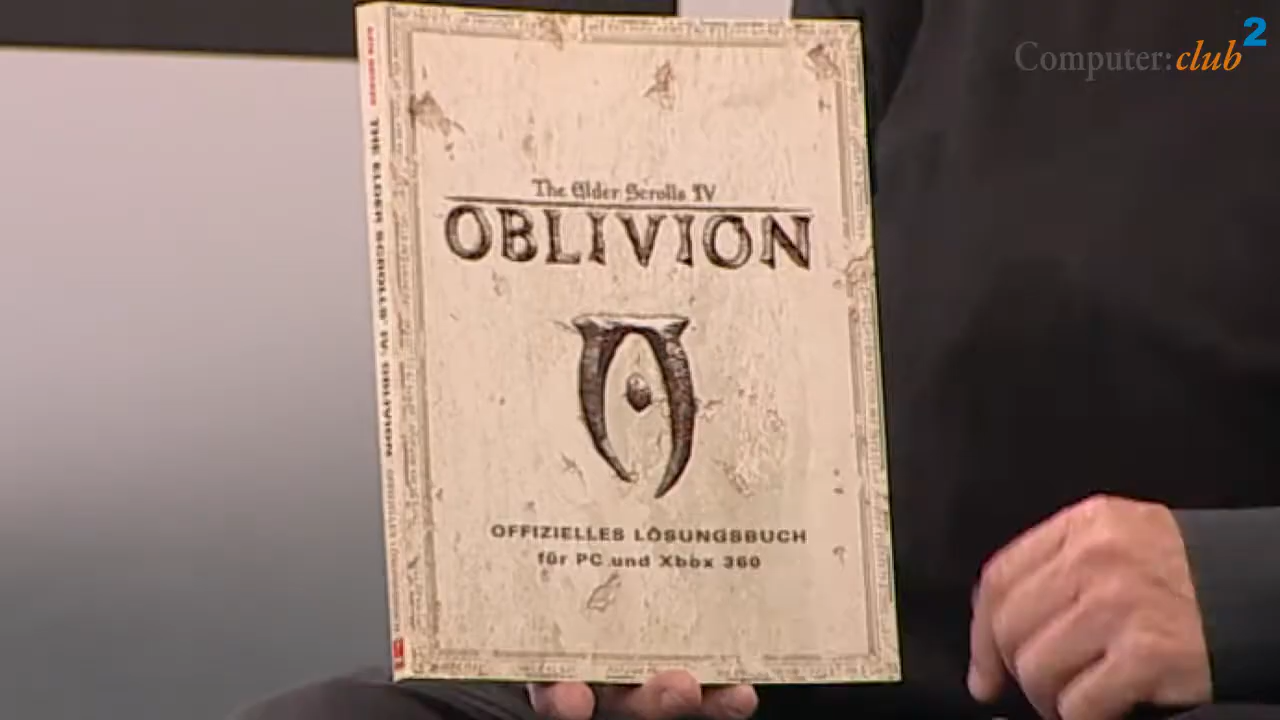 Computer:club2
The Elder Scrolls IV
OBLIVION
OFFIZIELLES LÖSUNGSBUCH
für PC und Xbox 360
THE ELDER SCROLLS IV: OBLIVION